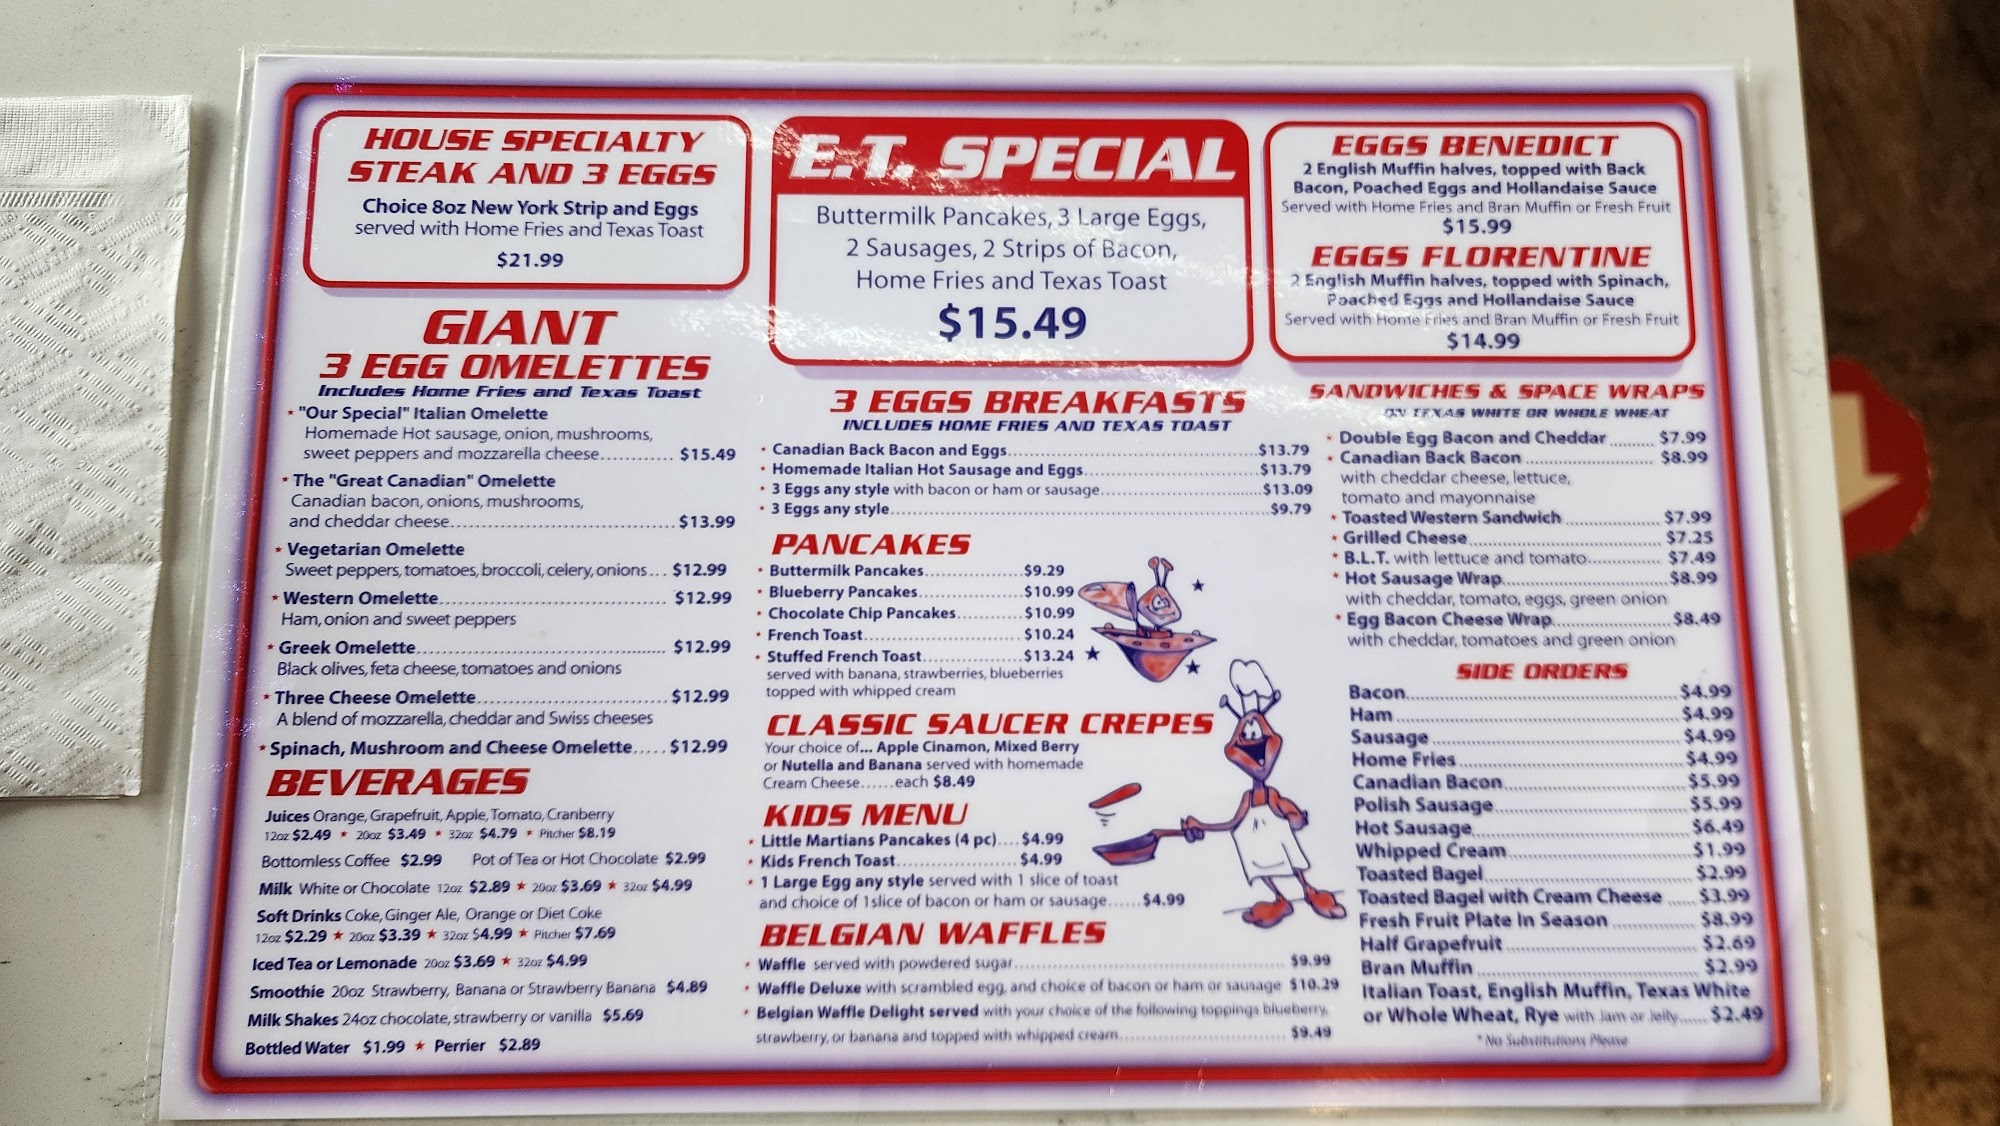 HOUSE SPECIALTY
STEAK AND 3 EGGS
Choice 8oz New York Strip and Eggs
served with Home Fries and Texas Toast
$21.99
GIANT
3 EGG OMELETTES
Includes Home Fries and Texas Toast
* "Our Special" Italian Omelette
Homemade Hot sausage, onion, mushrooms,
sweet peppers and mozzarella cheese............ $15.49
* The "Great Canadian" Omelette
Canadian bacon, onions, mushrooms,
and cheddar cheese.......................................$13.99
* Vegetarian Omelette
Sweet peppers, tomatoes, broccoli, celery, onions... $12.99
* Western Omelette....................................... $12.99
Ham, onion and sweet peppers
* Greek Omelette........................................... $12.99
Black olives, feta cheese, tomatoes and onions
* Three Cheese Omelette................................. $12.99
A blend of mozzarella, cheddar and Swiss cheeses
* Spinach, Mushroom and Cheese Omelette..... $12.99
BEVERAGES
Juices Orange, Grapefruit, Apple, Tomato, Cranberry
12oz $2.49 ★ 20oz $3.49 ★ 32oz $4.79 ★ Pitcher $8.19
Bottomless Coffee $2.99 Pot of Tea or Hot Chocolate $2.99
Milk White or Chocolate 12oz $2.89 ★ 20oz $3.69 ★ 32oz $4.99
Soft Drinks Coke, Ginger Ale, Orange or Diet Coke
12oz $2.29 ★ 20oz $3.39 ★ 32oz $4.99 ★ Pitcher $7.69
Iced Tea or Lemonade 20oz $3.69 ★ 32oz $4.99
Smoothie 20oz Strawberry, Banana or Strawberry Banana $4.89
Milk Shakes 24oz chocolate, strawberry or vanilla $5.69
Bottled Water $1.99 ★ Perrier $2.89
E.T. SPECIAL
Buttermilk Pancakes, 3 Large Eggs,
2 Sausages, 2 Strips of Bacon,
Home Fries and Texas Toast
$15.49
3 EGGS BREAKFASTS
INCLUDES HOME FRIES AND TEXAS TOAST
* Canadian Back Bacon and Eggs.......................................$13.79
* Homemade Italian Hot Sausage and Eggs...........................$13.79
* 3 Eggs any style with bacon or ham or sausage..........................$13.09
* 3 Eggs any style............................................................$9.79
PANCAKES
* Buttermilk Pancakes.................$9.29
* Blueberry Pancakes..................$10.99
* Chocolate Chip Pancakes............$10.99
* French Toast...........................$10.24
* Stuffed French Toast.................$13.24
served with banana, strawberries, blueberries
topped with whipped cream
CLASSIC SAUCER CREPES
Your choice of... Apple Cinamon, Mixed Berry
or Nutella and Banana served with homemade
Cream Cheese......each $8.49
KIDS MENU
* Little Martians Pancakes (4 pc)....$4.99
* Kids French Toast......................$4.99
* 1 Large Egg any style served with 1 slice of toast
and choice of 1slice of bacon or ham or sausage......$4.99
BELGIAN WAFFLES
* Waffle served with powdered sugar............................................ $9.99
* Waffle Deluxe with scrambled egg, and choice of bacon or ham or sausage $10.29
* Belgian Waffle Delight served with your choice of the following toppings blueberry,
strawberry, or banana and topped with whipped cream........................... $9.49
EGGS BENEDICT
2 English Muffin halves, topped with Back
Bacon, Poached Eggs and Hollandaise Sauce
Served with Home Fries and Bran Muffin or Fresh Fruit
$15.99
EGGS FLORENTINE
2 English Muffin halves, topped with Spinach,
Poached Eggs and Hollandaise Sauce
Served with Home Fries and Bran Muffin or Fresh Fruit
$14.99
SANDWICHES & SPACE WRAPS
ON TEXAS WHITE OR WHOLE WHEAT
* Double Egg Bacon and Cheddar .......... $7.99
* Canadian Back Bacon ............................ $8.99
with cheddar cheese, lettuce,
tomato and mayonnaise
* Toasted Western Sandwich .................... $7.99
* Grilled Cheese........................................ $7.25
* B.L.T. with lettuce and tomato................ $7.49
* Hot Sausage Wrap..................................$8.99
with cheddar, tomato, eggs, green onion
* Egg Bacon Cheese Wrap.........................$8.49
with cheddar, tomatoes and green onion
SIDE ORDERS
Bacon..........................................................$4.99
Ham............................................................$4.99
Sausage......................................................$4.99
Home Fries..................................................$4.99
Canadian Bacon..........................................$5.99
Polish Sausage............................................$5.99
Hot Sausage................................................$6.49
Whipped Cream...........................................$1.99
Toasted Bagel..............................................$2.99
Toasted Bagel with Cream Cheese ...... $3.99
Fresh Fruit Plate In Season ................... $8.99
Half Grapefruit ........................................ $2.69
Bran Muffin ............................................. $2.99
Italian Toast, English Muffin, Texas White
or Whole Wheat, Rye with Jam or Jelly...... $2.49
* No Substitutions Please